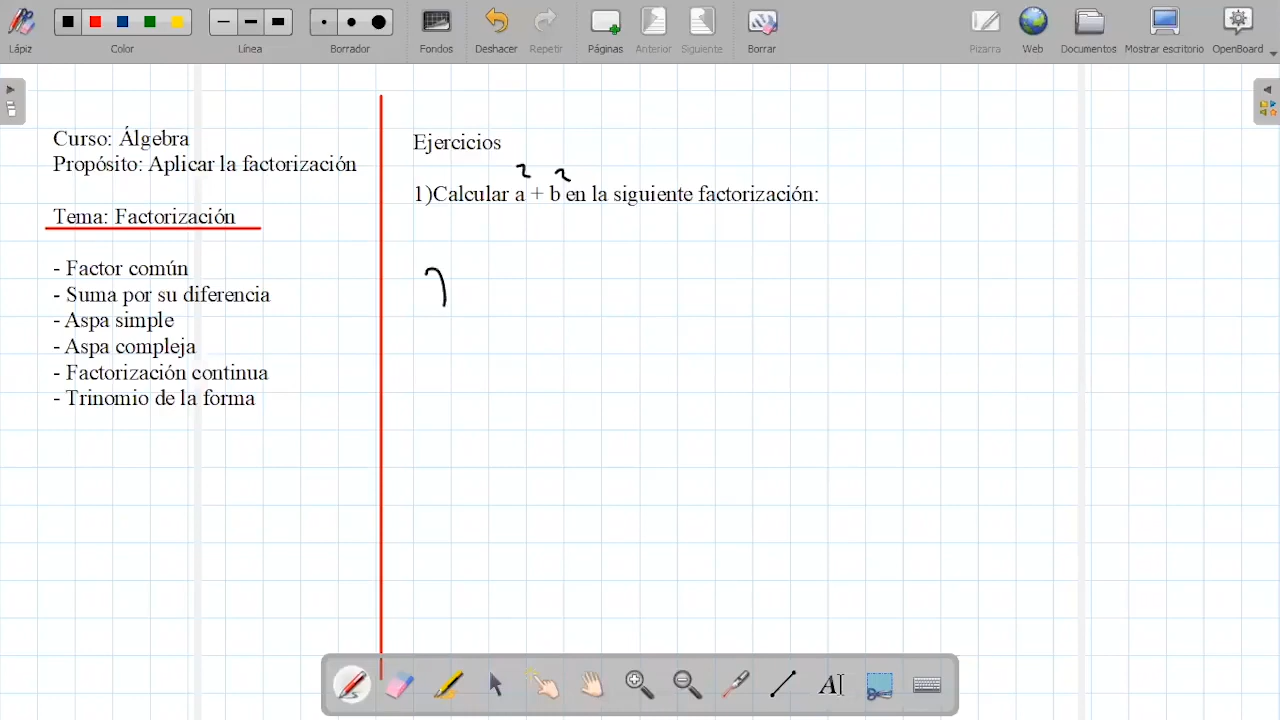 Lápiz Color Línea Borrador Fondos Deshacer Repetir Páginas Anterior Siguiente Borrar Pizarra Web Documentos Mostrar escritorio OpenBoard
Curso: Álgebra
Propósito: Aplicar la factorización
Tema: Factorización
- Factor común
- Suma por su diferencia
- Aspa simple
- Aspa compleja
- Factorización continua
- Trinomio de la forma
Ejercicios
1)Calcular a² + b² en la siguiente factorización: